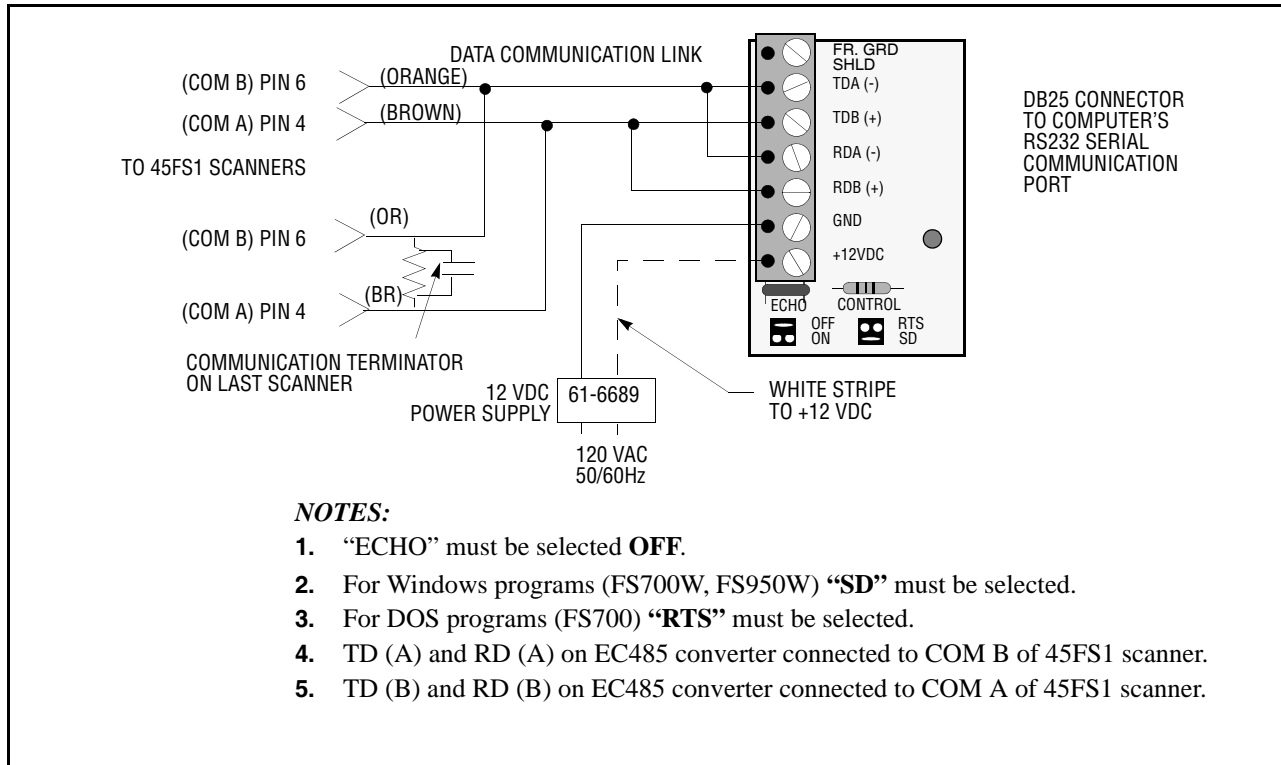 DATA COMMUNICATION LINK
(COM B) PIN 6
(ORANGE)
(COM A) PIN 4
(BROWN)
TO 45FS1 SCANNERS
(COM B) PIN 6
(OR)
(COM A) PIN 4
(BR)
COMMUNICATION TERMINATOR
ON LAST SCANNER
FR. GRD
SHLD
TDA (-)
TDB (+)
RDA (-)
RDB (+)
GND
+12VDC
ECHO
CONTROL
OFF
ON
RTS
SD
DB25 CONNECTOR
TO COMPUTER'S
RS232 SERIAL
COMMUNICATION
PORT
12 VDC
POWER SUPPLY
61-6689
120 VAC
50/60Hz
WHITE STRIPE
TO +12 VDC
NOTES:
1. “ECHO” must be selected OFF.
2. For Windows programs (FS700W, FS950W) “SD” must be selected.
3. For DOS programs (FS700) “RTS” must be selected.
4. TD (A) and RD (A) on EC485 converter connected to COM B of 45FS1 scanner.
5. TD (B) and RD (B) on EC485 converter connected to COM A of 45FS1 scanner.